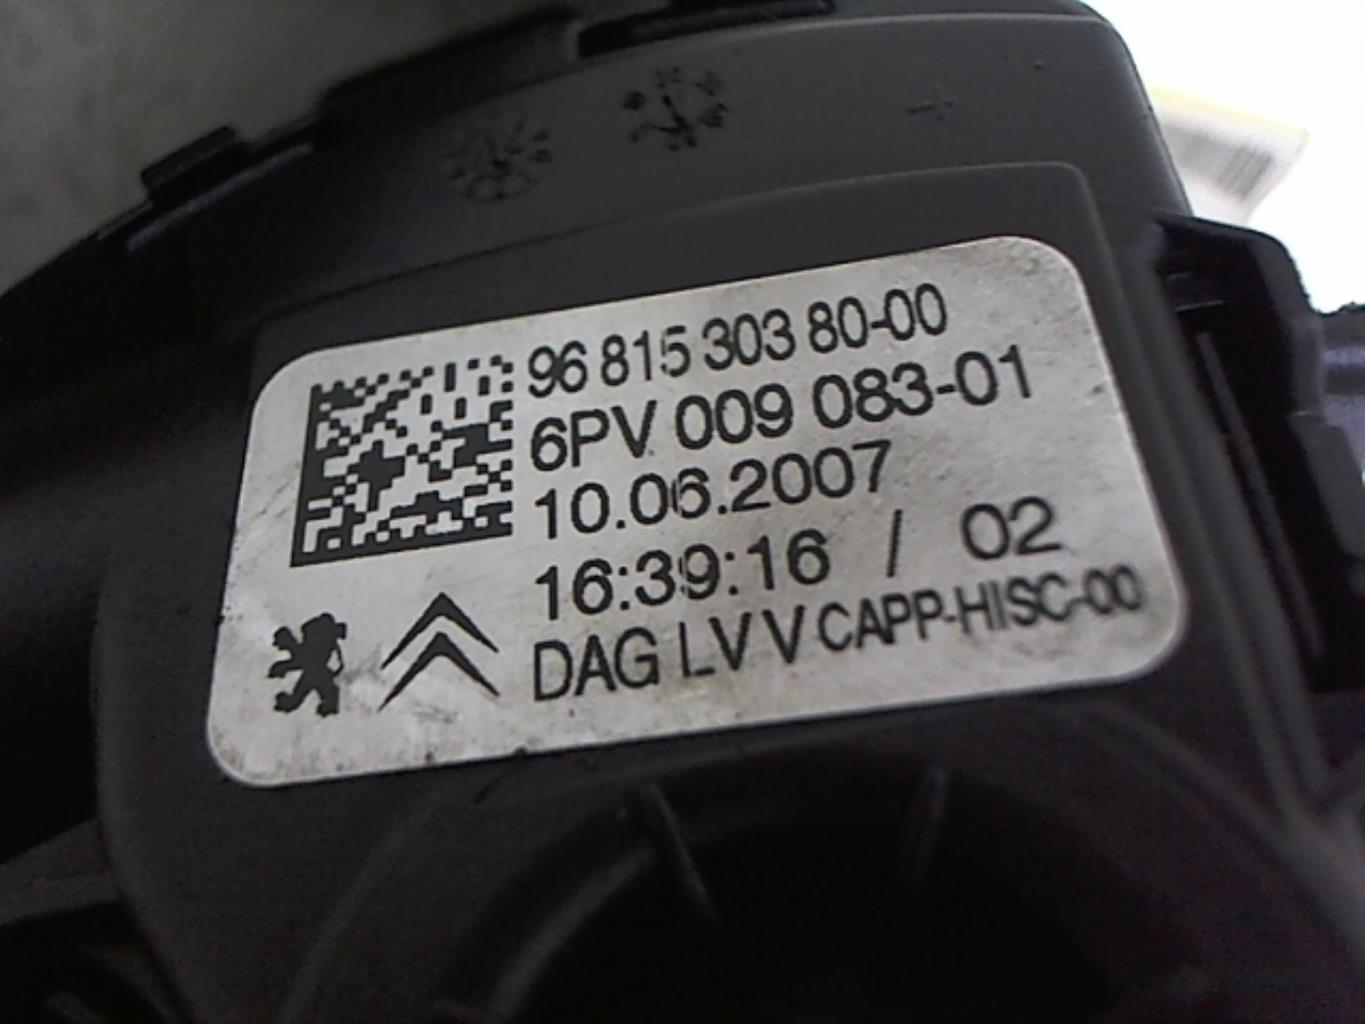 96 815 303 80-00
6PV 009 083-01
10.06.2007
16:39:16 / 02
DAG LV V CAPP-HISC-00